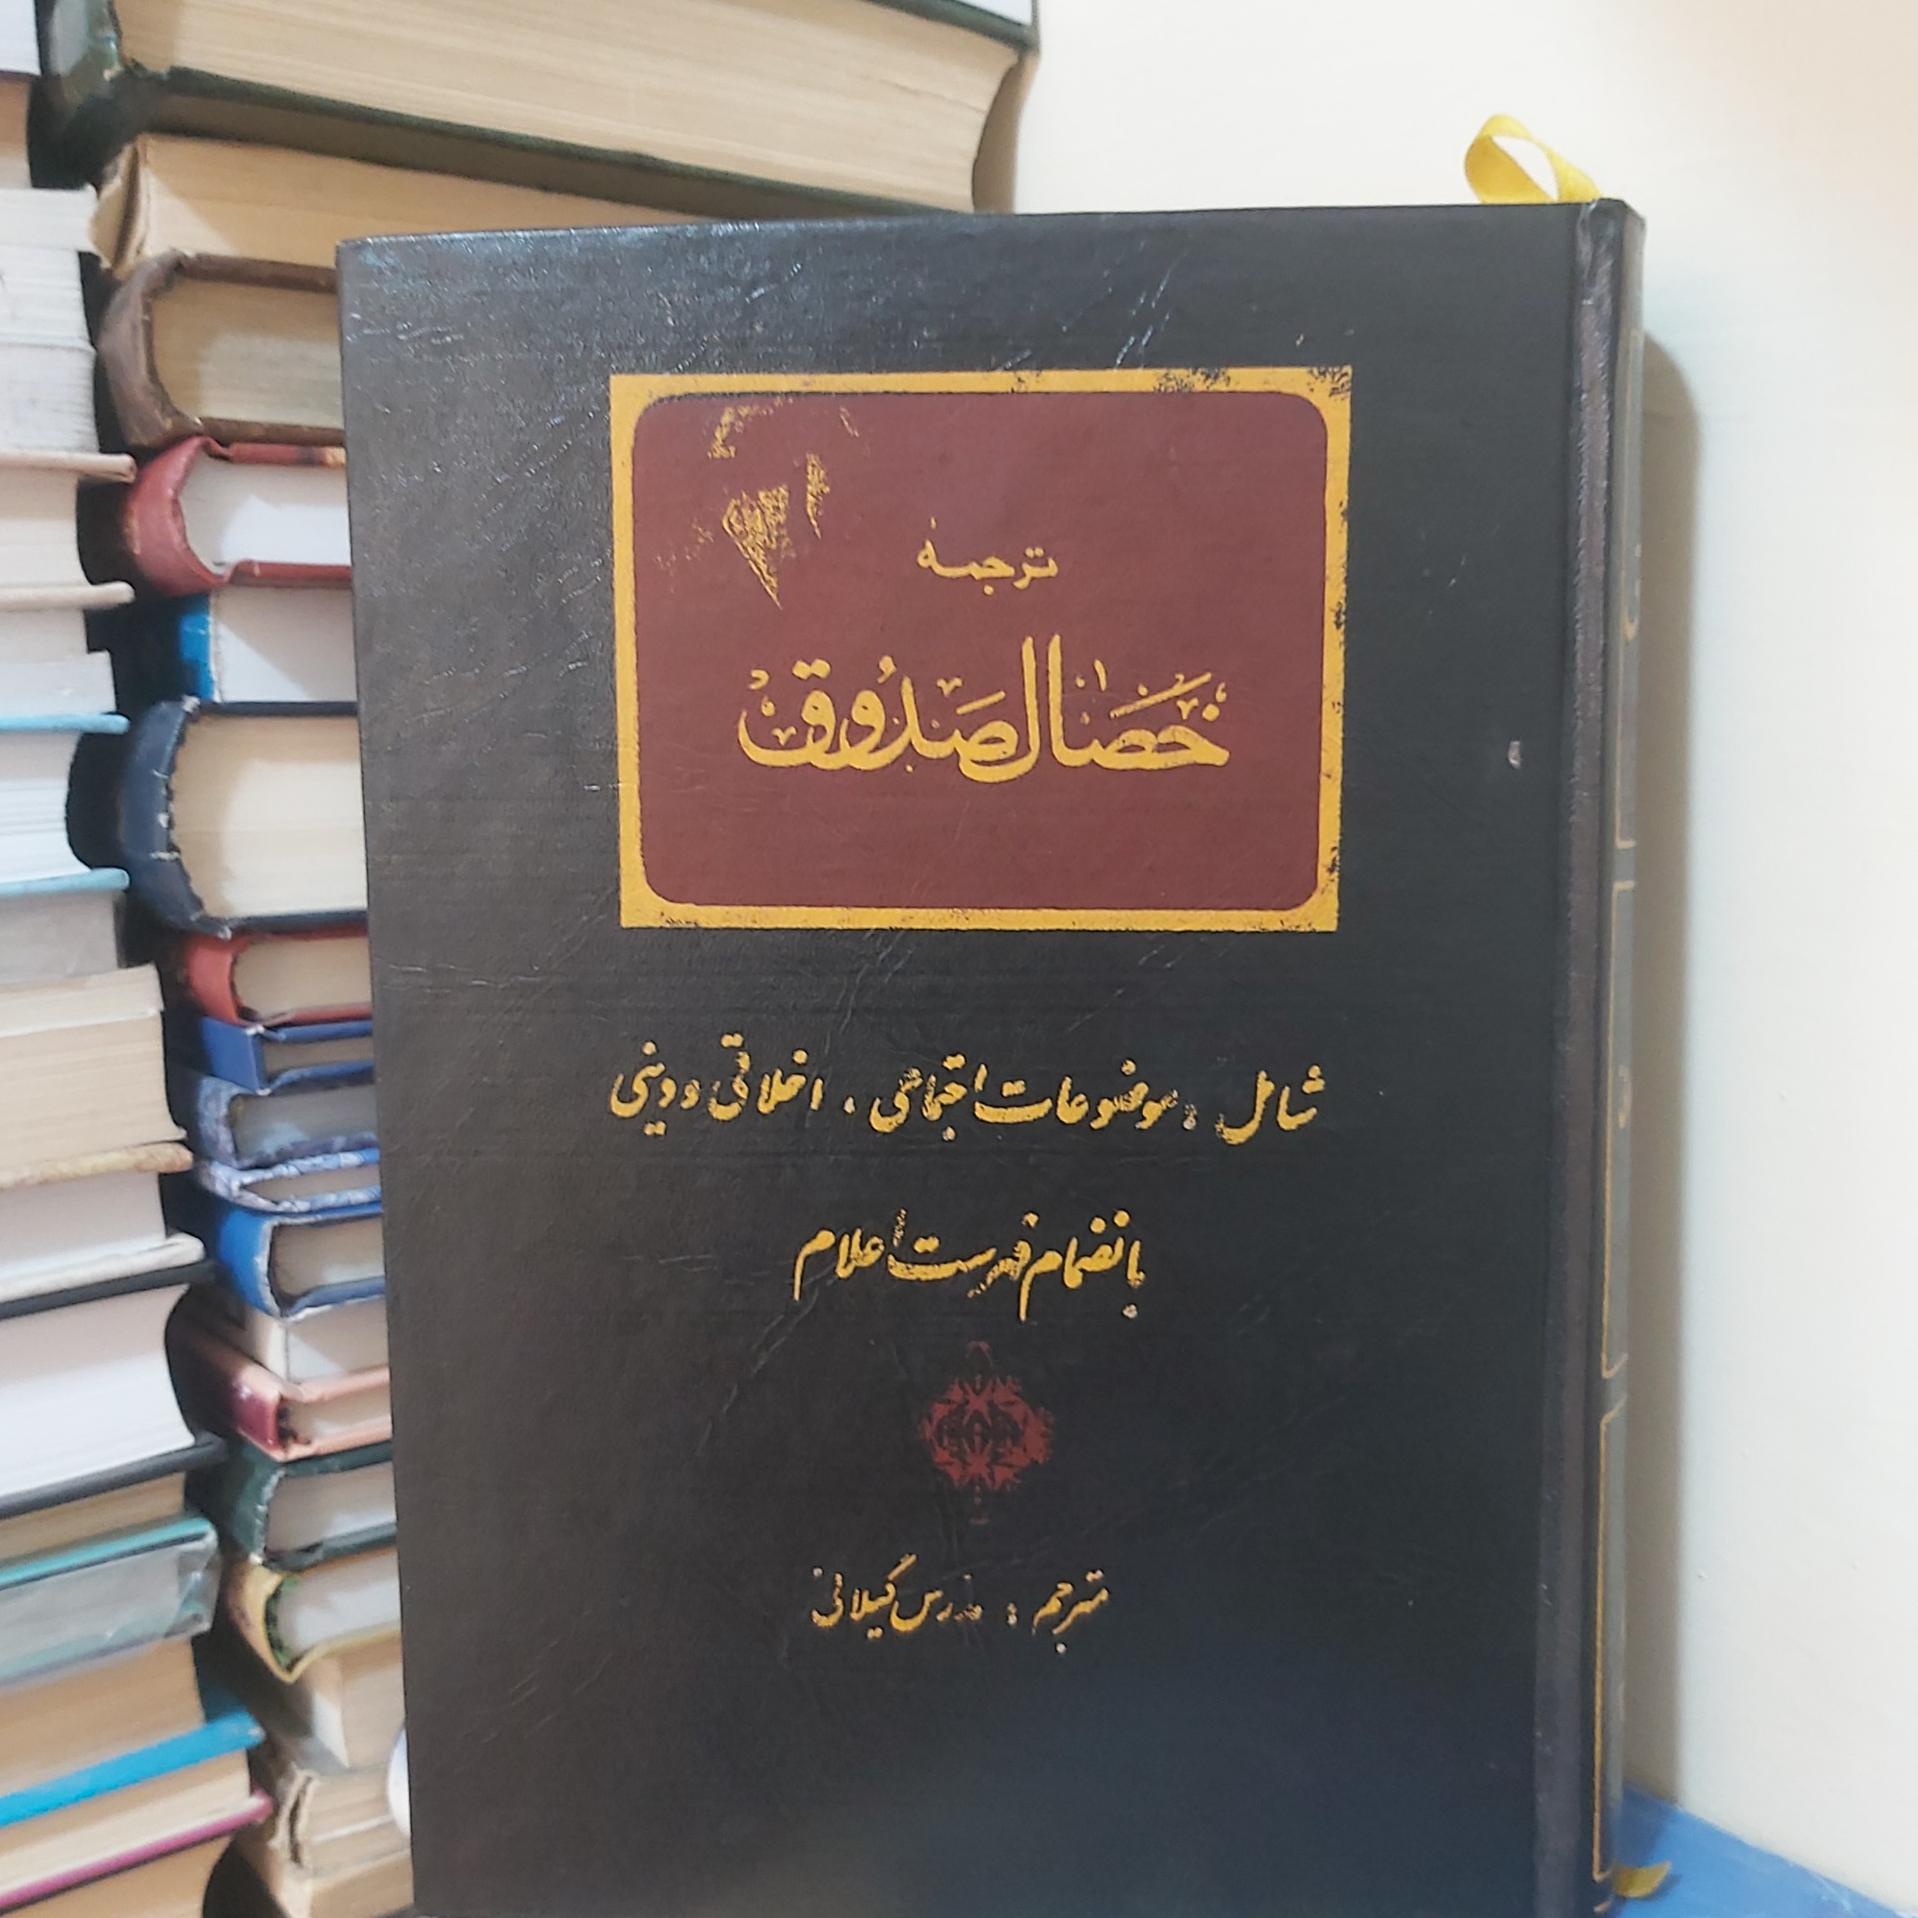 ترجمه
خصال صدوق
شامل : موضوعات اجتماعی ، اخلاقی و دینی
بانضمام فهرست اعلام
مترجم : مدرس گیلانی